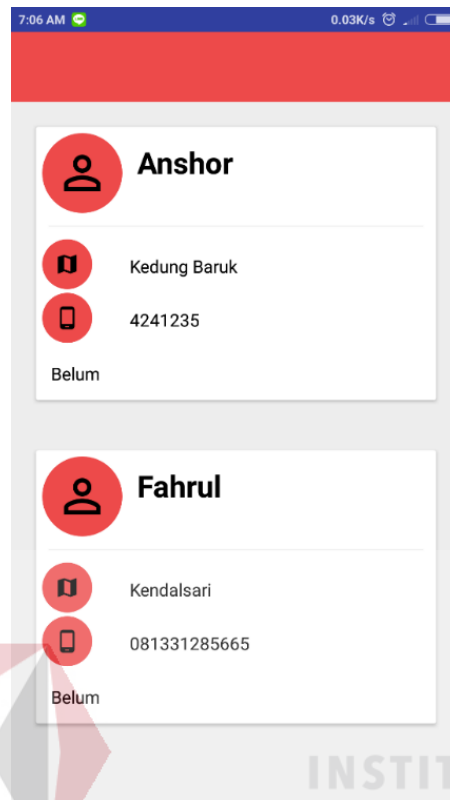 7:06 AM 0.03K/s
Anshor
Kedung Baruk
4241235
Belum
Fahrul
Kendalsari
081331285665
Belum
INSTIT